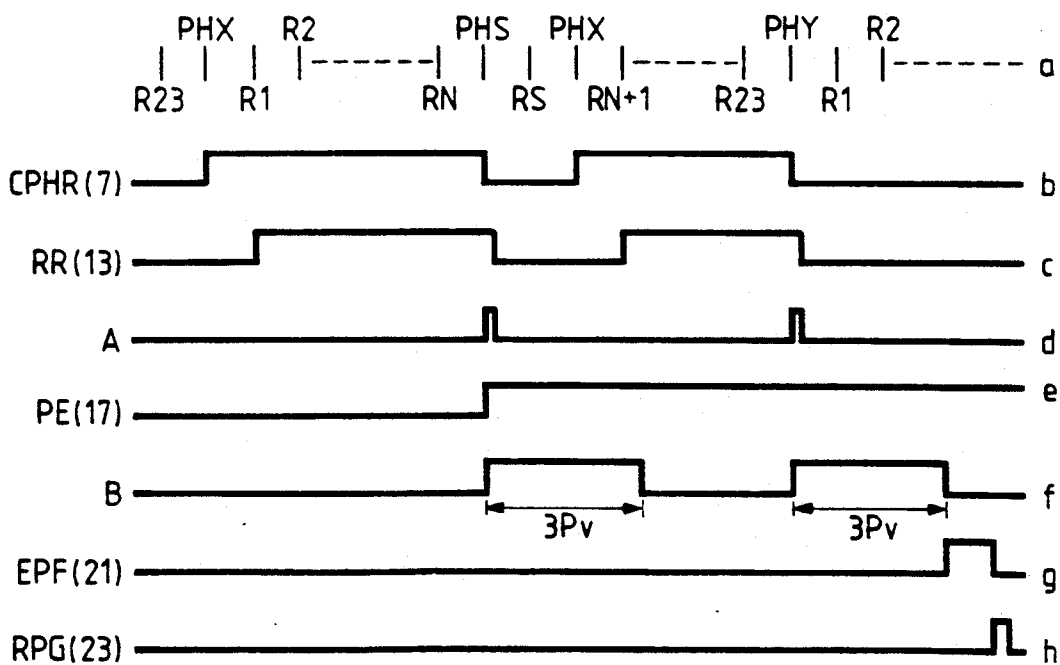 PHX R2 PHS PHX PHY R2
R23 R1 RN RS RN+1 R23 R1 a
CPHR(7) b
RR(13) c
A d
PE(17) e
B f
3Pv 3Pv
EPF(21) g
RPG(23) h